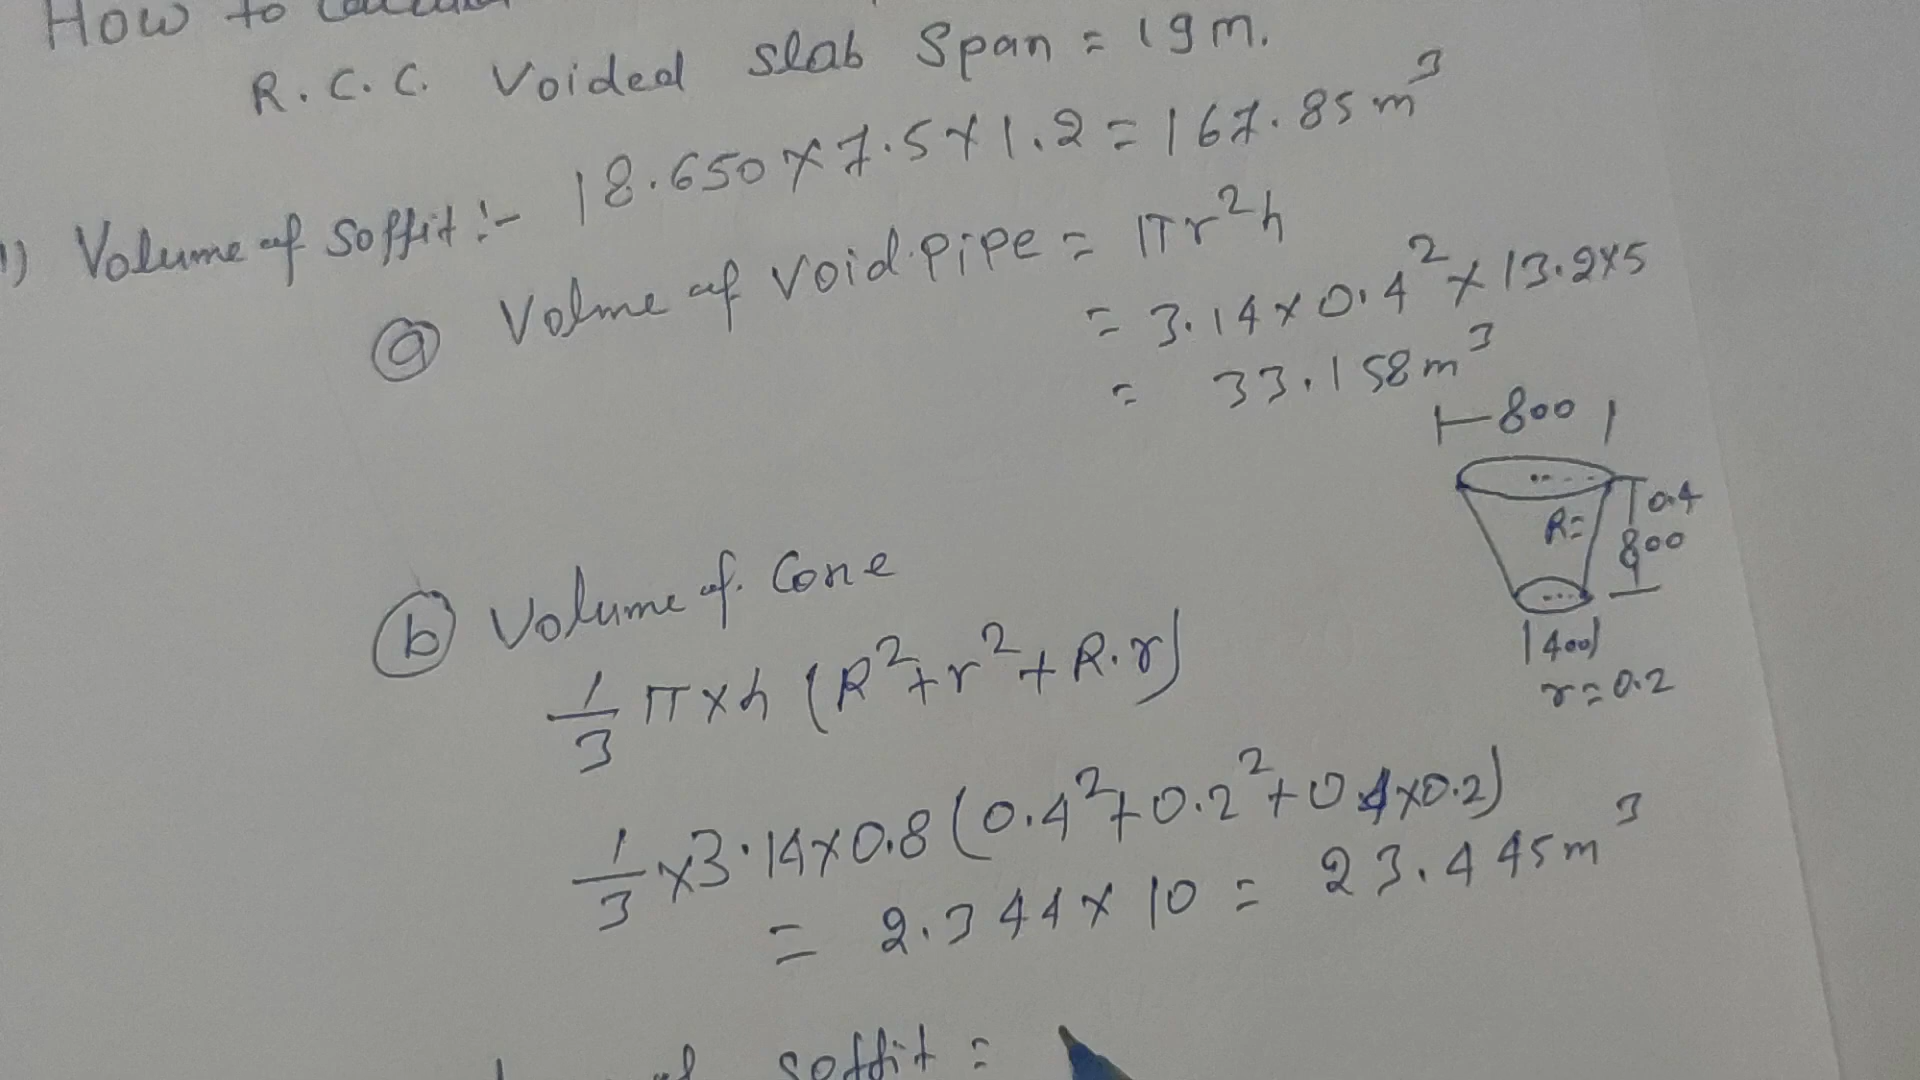 How to
R.C.C. Voided slab Span = 19m.
1) Volume of Soffit :- 18.650 x 7.5 x 1.2 = 167.85 m³
(a) Volme of void pipe = πr²h
= 3.14 x 0.4² x 13.2x5
= 33.158 m³
800
0.4
R=
800
400
r = 0.2
(b) Volume of Cone
1/3 π x h (R² + r² + R.r)
1/3 x 3.14 x 0.8 (0.4² + 0.2² + 0.4 x 0.2)
= 2.344 x 10 = 23.445 m³
of soffit =